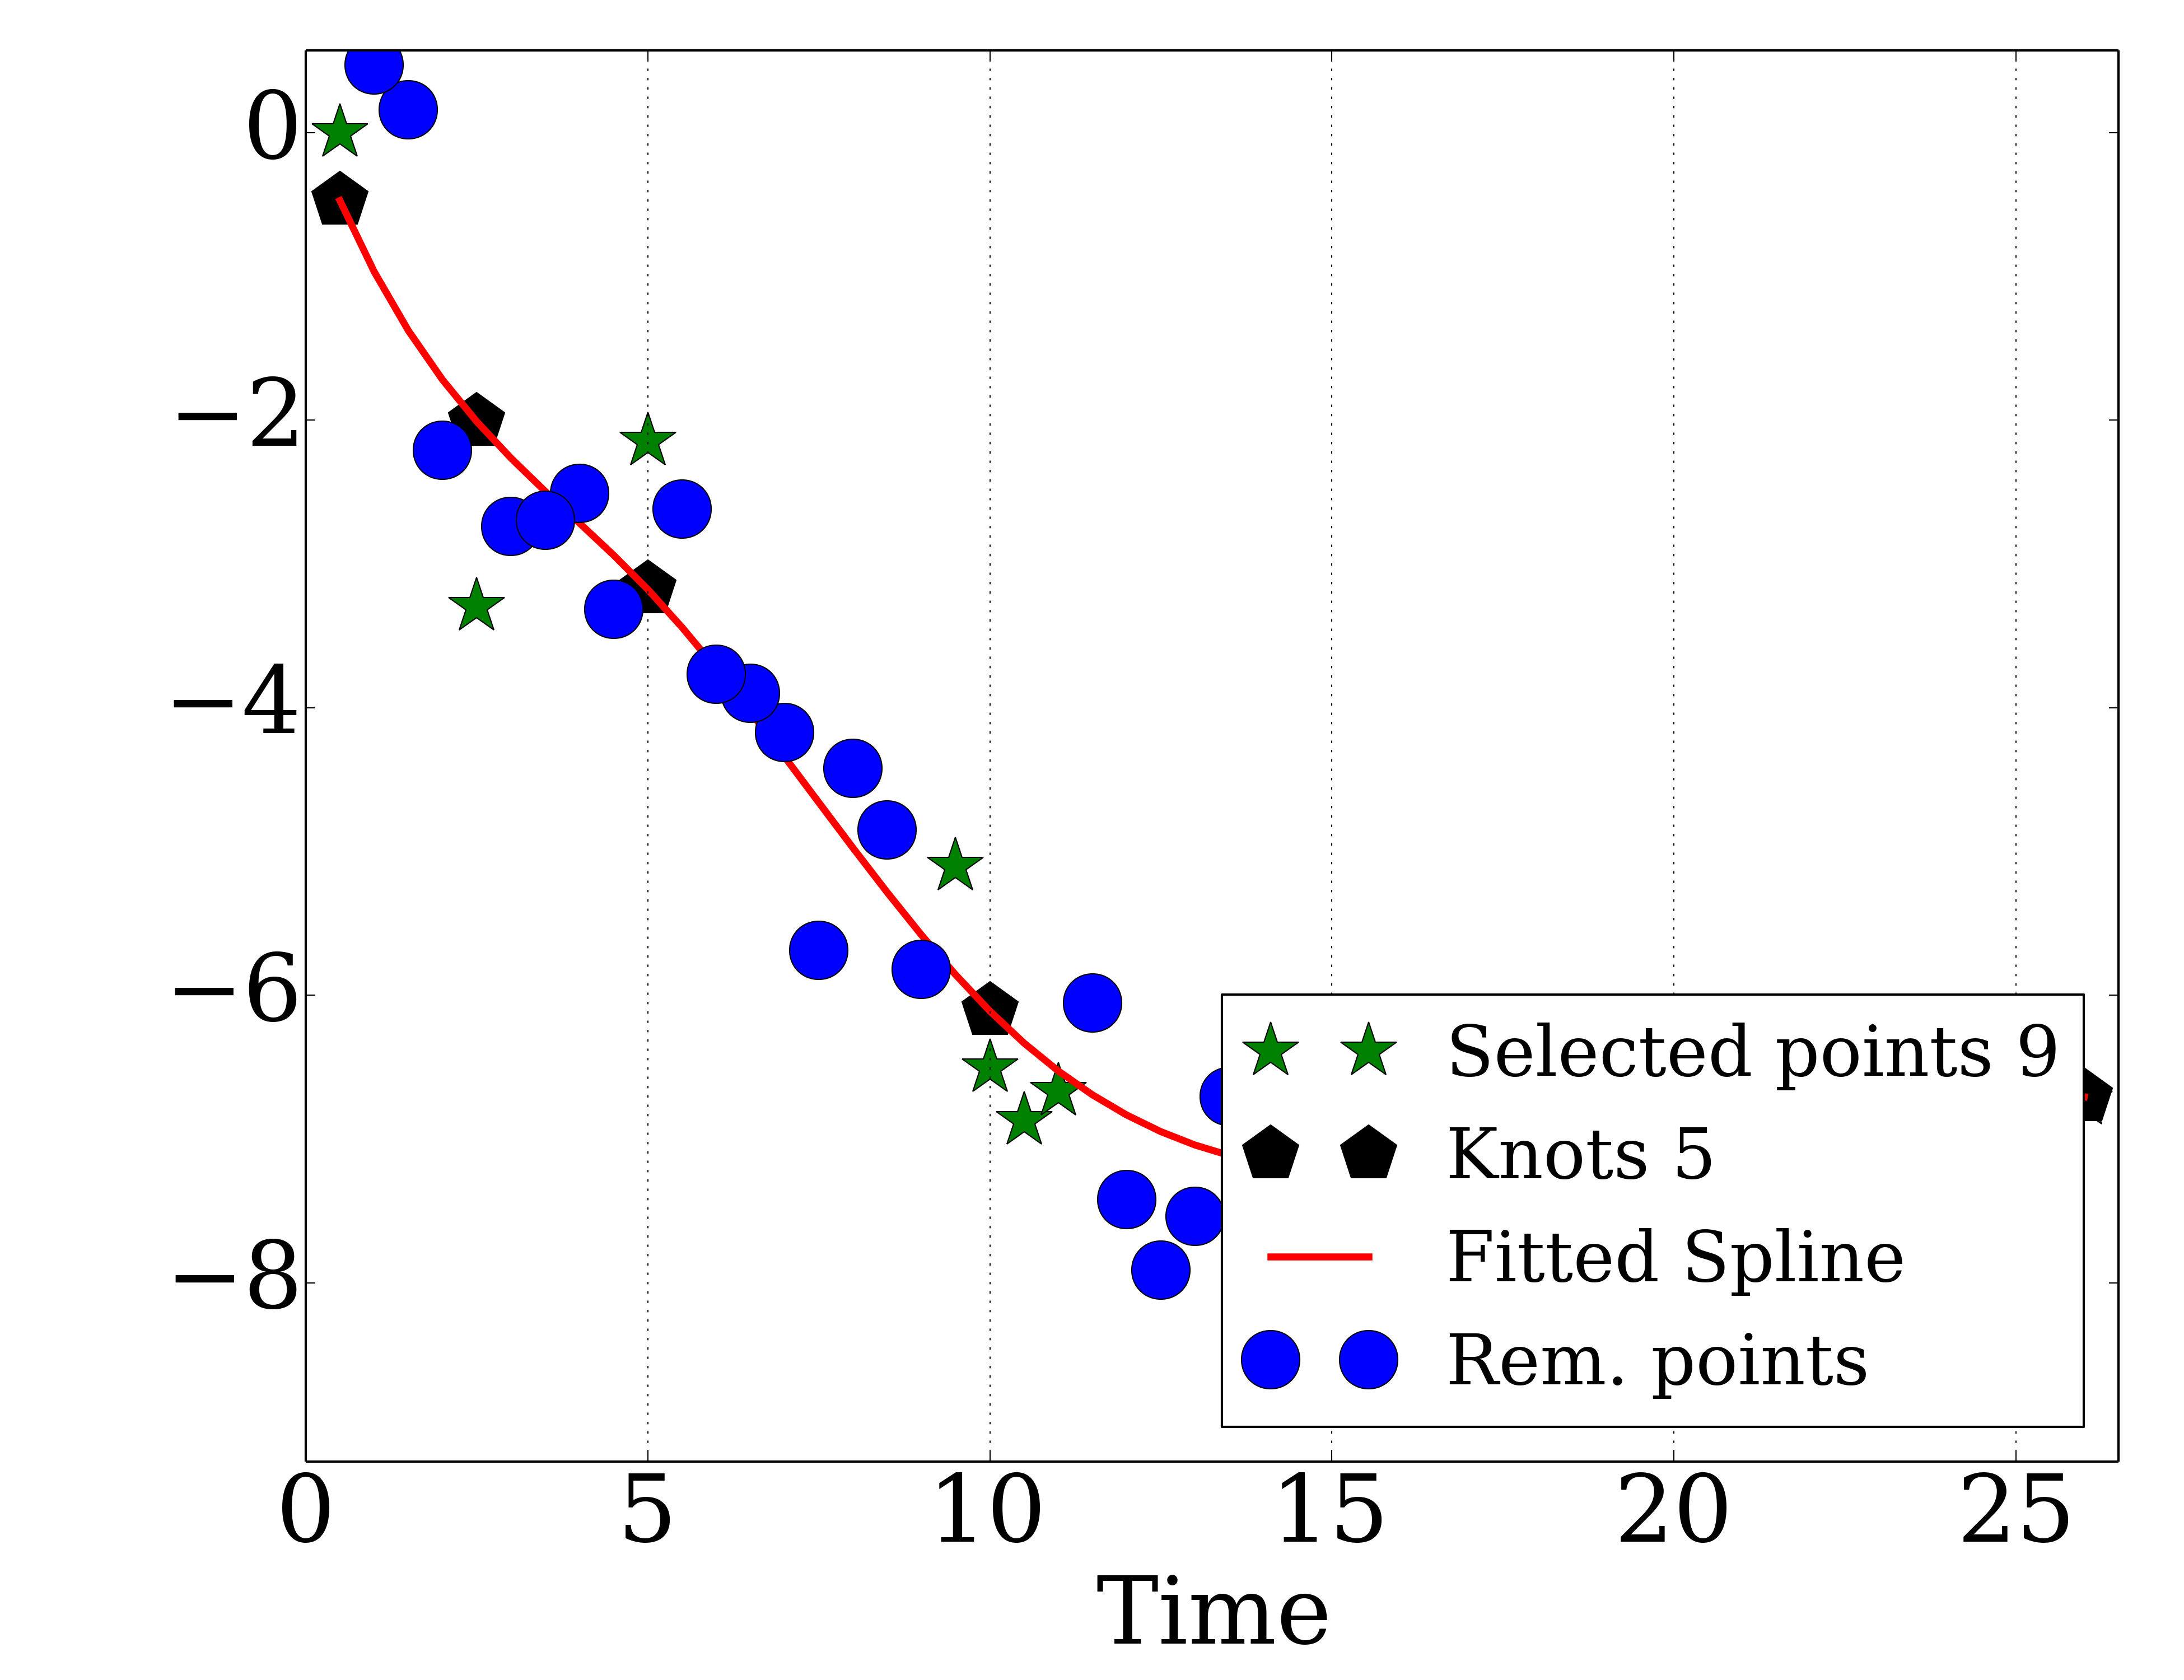 0
−2
−4
−6
−8
Selected points 9
Knots 5
Fitted Spline
Rem. points
0 5 10 15 20 25
Time